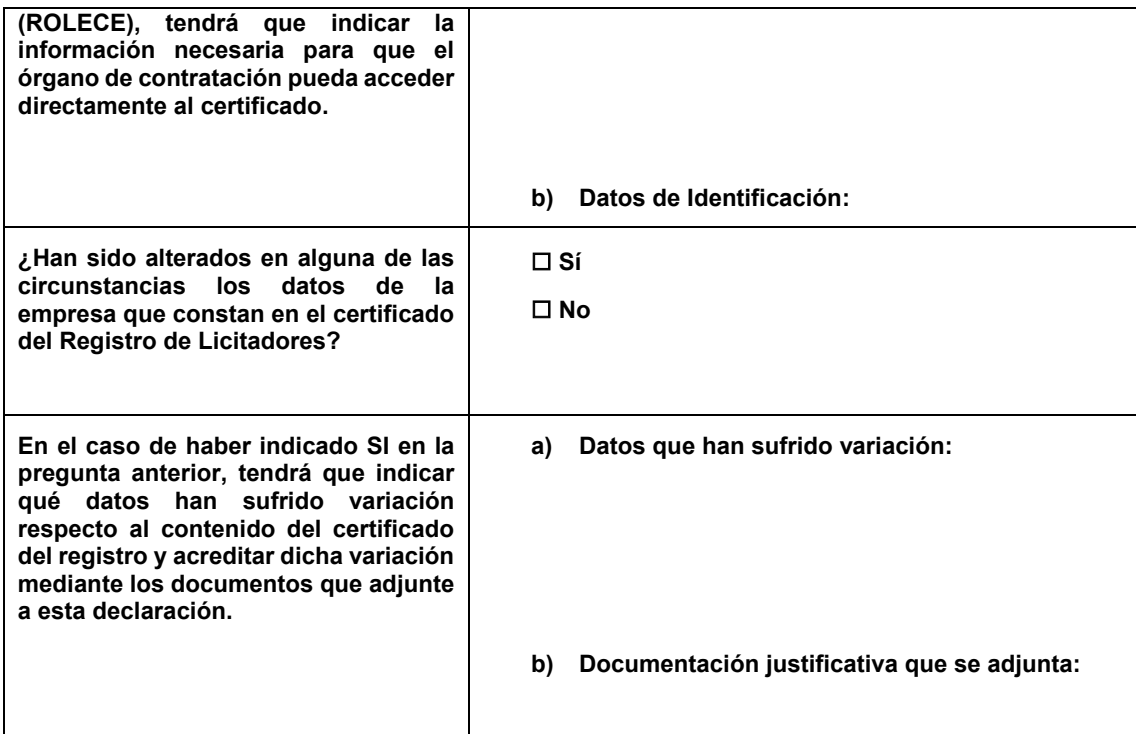 (ROLECE), tendrá que indicar la
información necesaria para que el
órgano de contratación pueda acceder
directamente al certificado.
b) Datos de Identificación:
¿Han sido alterados en alguna de las
circunstancias los datos de la
empresa que constan en el certificado
del Registro de Licitadores?
☐ Sí
☐ No
En el caso de haber indicado SI en la
pregunta anterior, tendrá que indicar
qué datos han sufrido variación
respecto al contenido del certificado
del registro y acreditar dicha variación
mediante los documentos que adjunte
a esta declaración.
a) Datos que han sufrido variación:
b) Documentación justificativa que se adjunta: